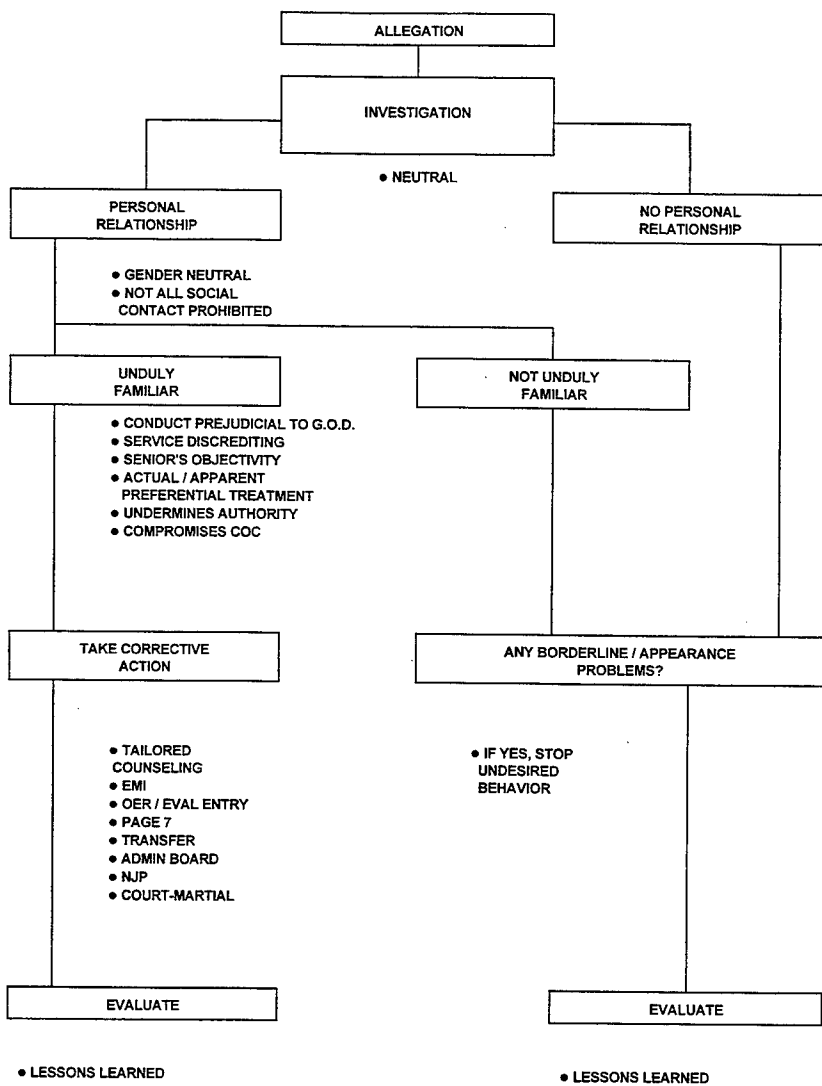 ALLEGATION
INVESTIGATION
● NEUTRAL
PERSONAL
RELATIONSHIP
NO PERSONAL
RELATIONSHIP
● GENDER NEUTRAL
● NOT ALL SOCIAL
CONTACT PROHIBITED
UNDULY
FAMILIAR
NOT UNDULY
FAMILIAR
● CONDUCT PREJUDICIAL TO G.O.D.
● SERVICE DISCREDITING
● SENIOR'S OBJECTIVITY
● ACTUAL / APPARENT
PREFERENTIAL TREATMENT
● UNDERMINES AUTHORITY
● COMPROMISES COC
TAKE CORRECTIVE
ACTION
ANY BORDERLINE / APPEARANCE
PROBLEMS?
● TAILORED
COUNSELING
● EMI
● OER / EVAL ENTRY
● PAGE 7
● TRANSFER
● ADMIN BOARD
● NJP
● COURT-MARTIAL
● IF YES, STOP
UNDESIRED
BEHAVIOR
EVALUATE
EVALUATE
● LESSONS LEARNED
● LESSONS LEARNED